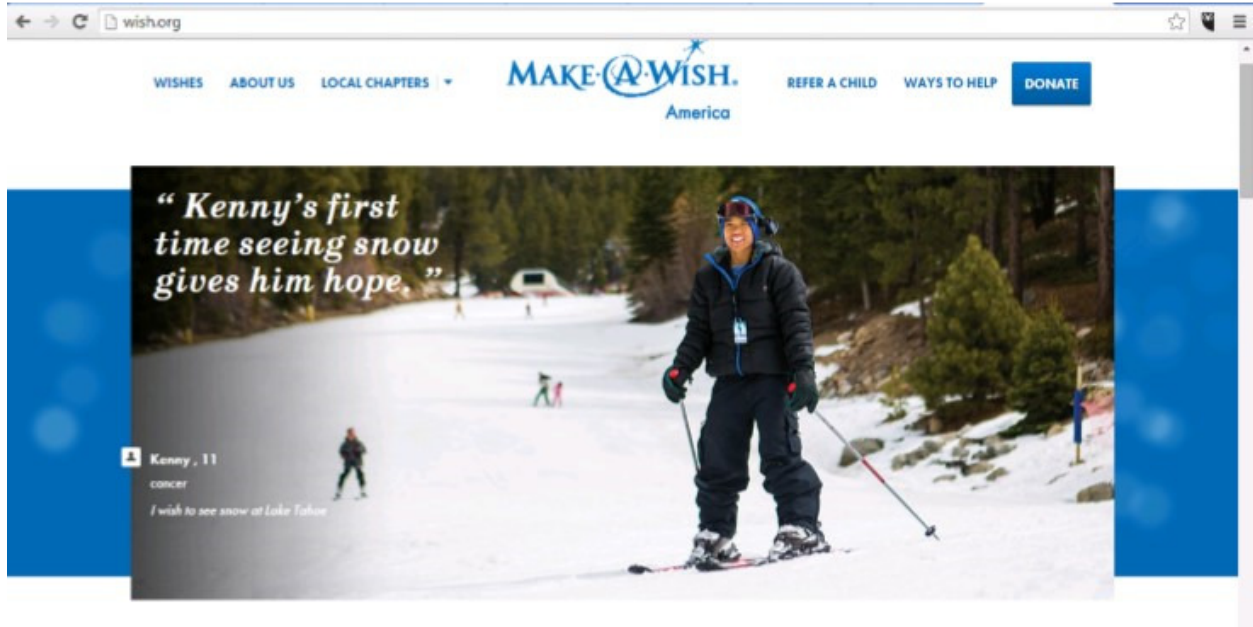 wish.org
WISHES ABOUT US LOCAL CHAPTERS MAKE·A·WISH. REFER A CHILD WAYS TO HELP DONATE
America
“ Kenny’s first
time seeing snow
gives him hope. ”
Kenny , 11
cancer
I wish to see snow at Lake Tahoe